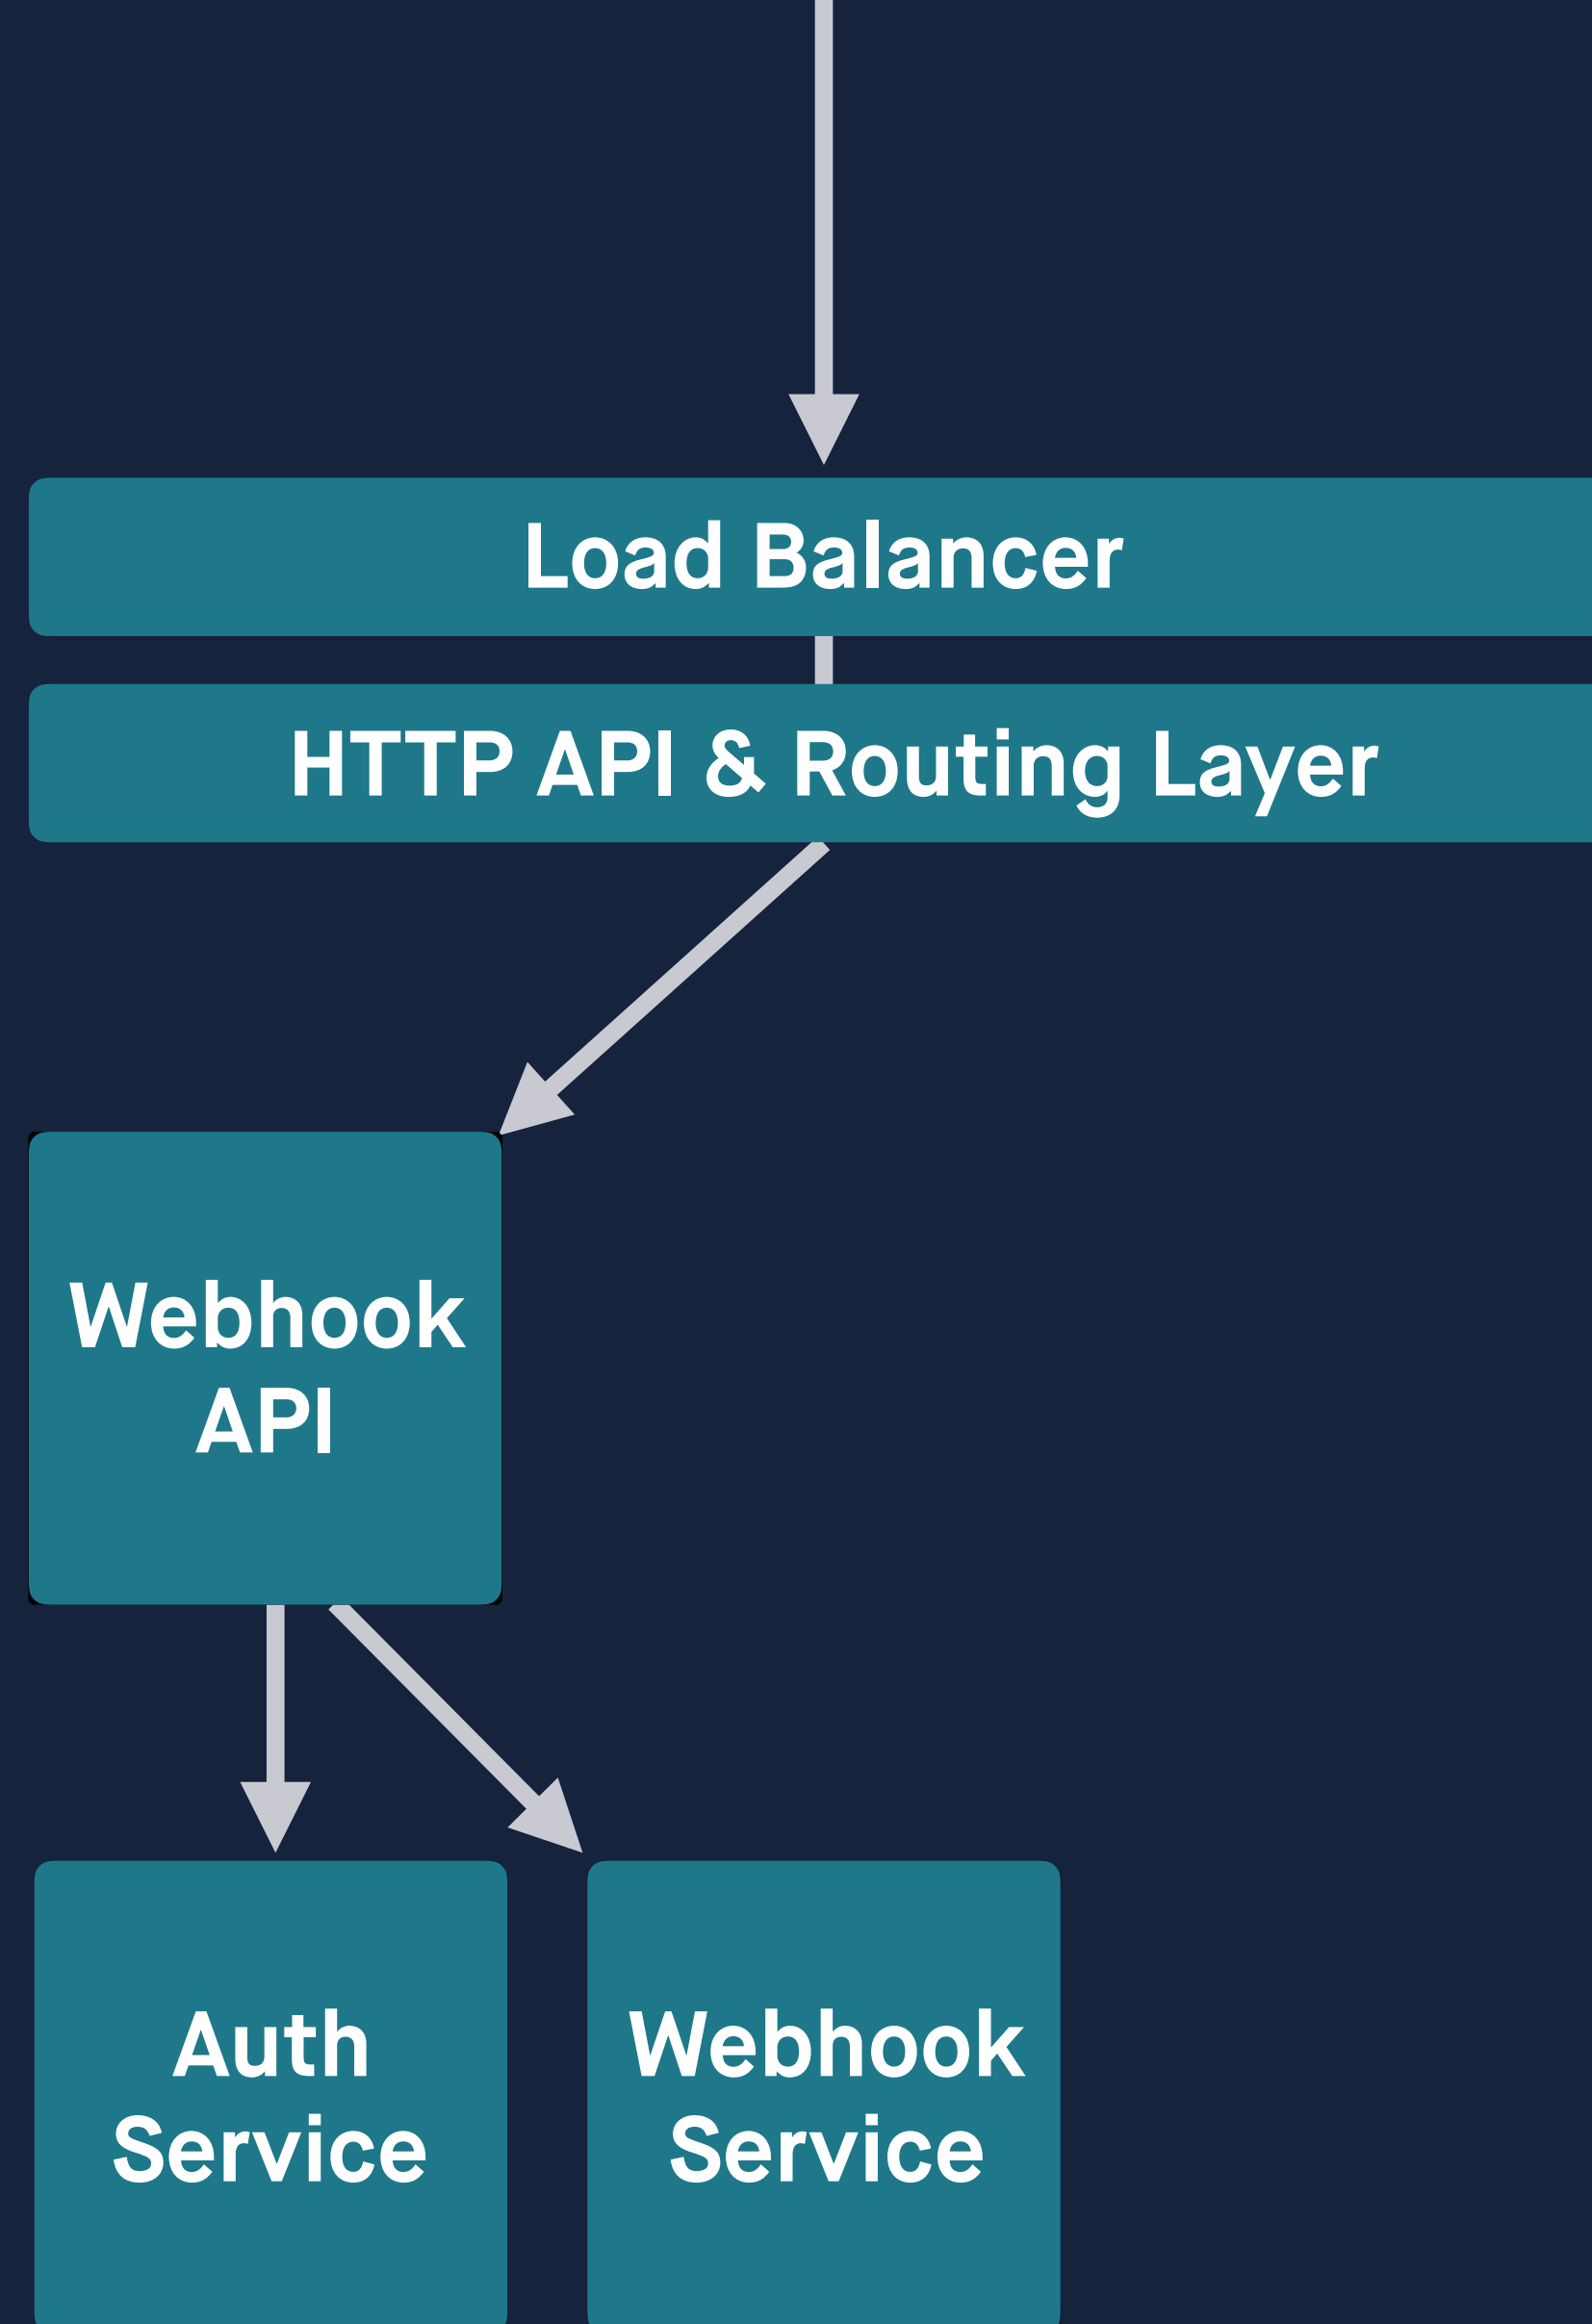 Load Balancer
HTTP API & Routing Layer
Webhook
API
Auth
Service
Webhook
Service